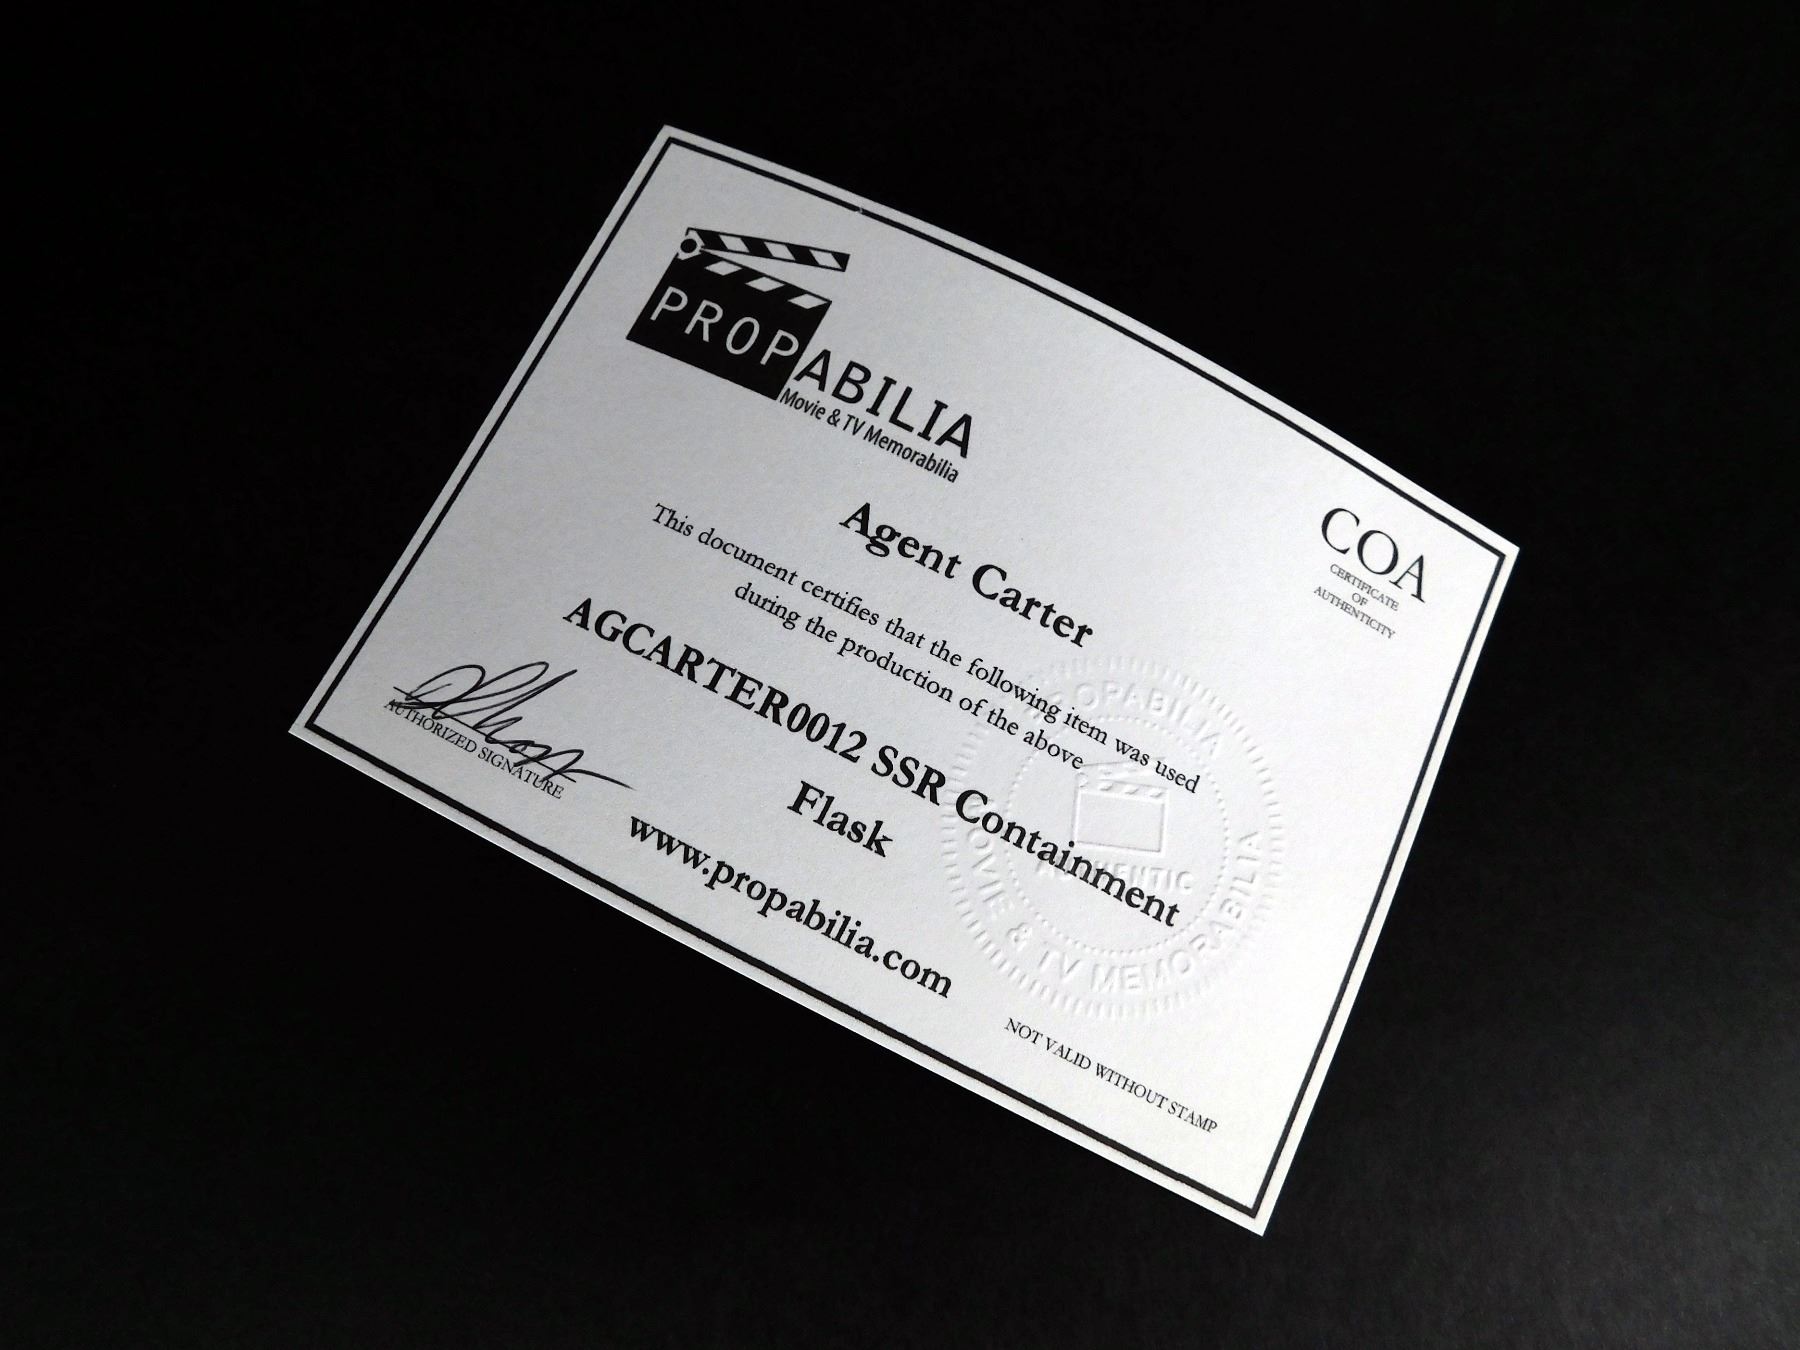 PROPABILIA
Movie & TV Memorabilia
COA
CERTIFICATE
OF
AUTHENTICITY
Agent Carter
This document certifies that the following item was used
during the production of the above
AGCARTER0012 SSR Containment
Flask
www.propabilia.com
AUTHORIZED SIGNATURE
PROPABILIA
AUTHENTIC
MOVIE & TV MEMORABILIA
NOT VALID WITHOUT STAMP